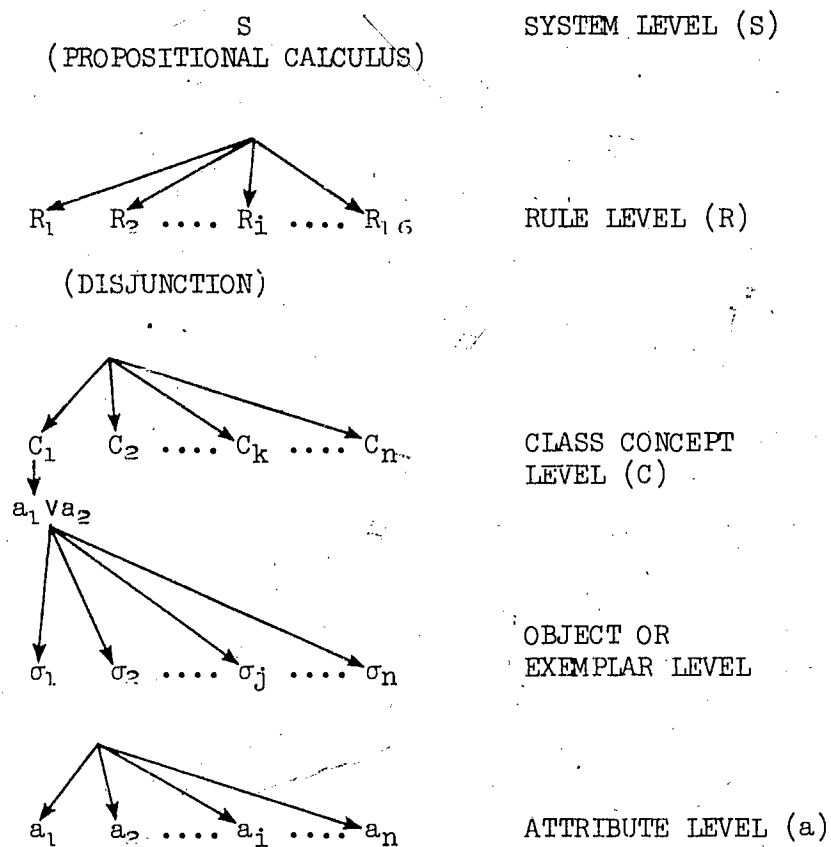 S SYSTEM LEVEL (S)
(PROPOSITIONAL CALCULUS)
R₁ R₂ .... Rᵢ .... R₁₆ RULE LEVEL (R)
(DISJUNCTION)
C₁ C₂ .... Cₖ .... Cₙ CLASS CONCEPT
LEVEL (C)
a₁ ∨a₂
OBJECT OR
σ₁ σ₂ .... σⱼ .... σₙ EXEMPLAR LEVEL
a₁ a₂ .... aᵢ .... aₙ ATTRIBUTE LEVEL (a)